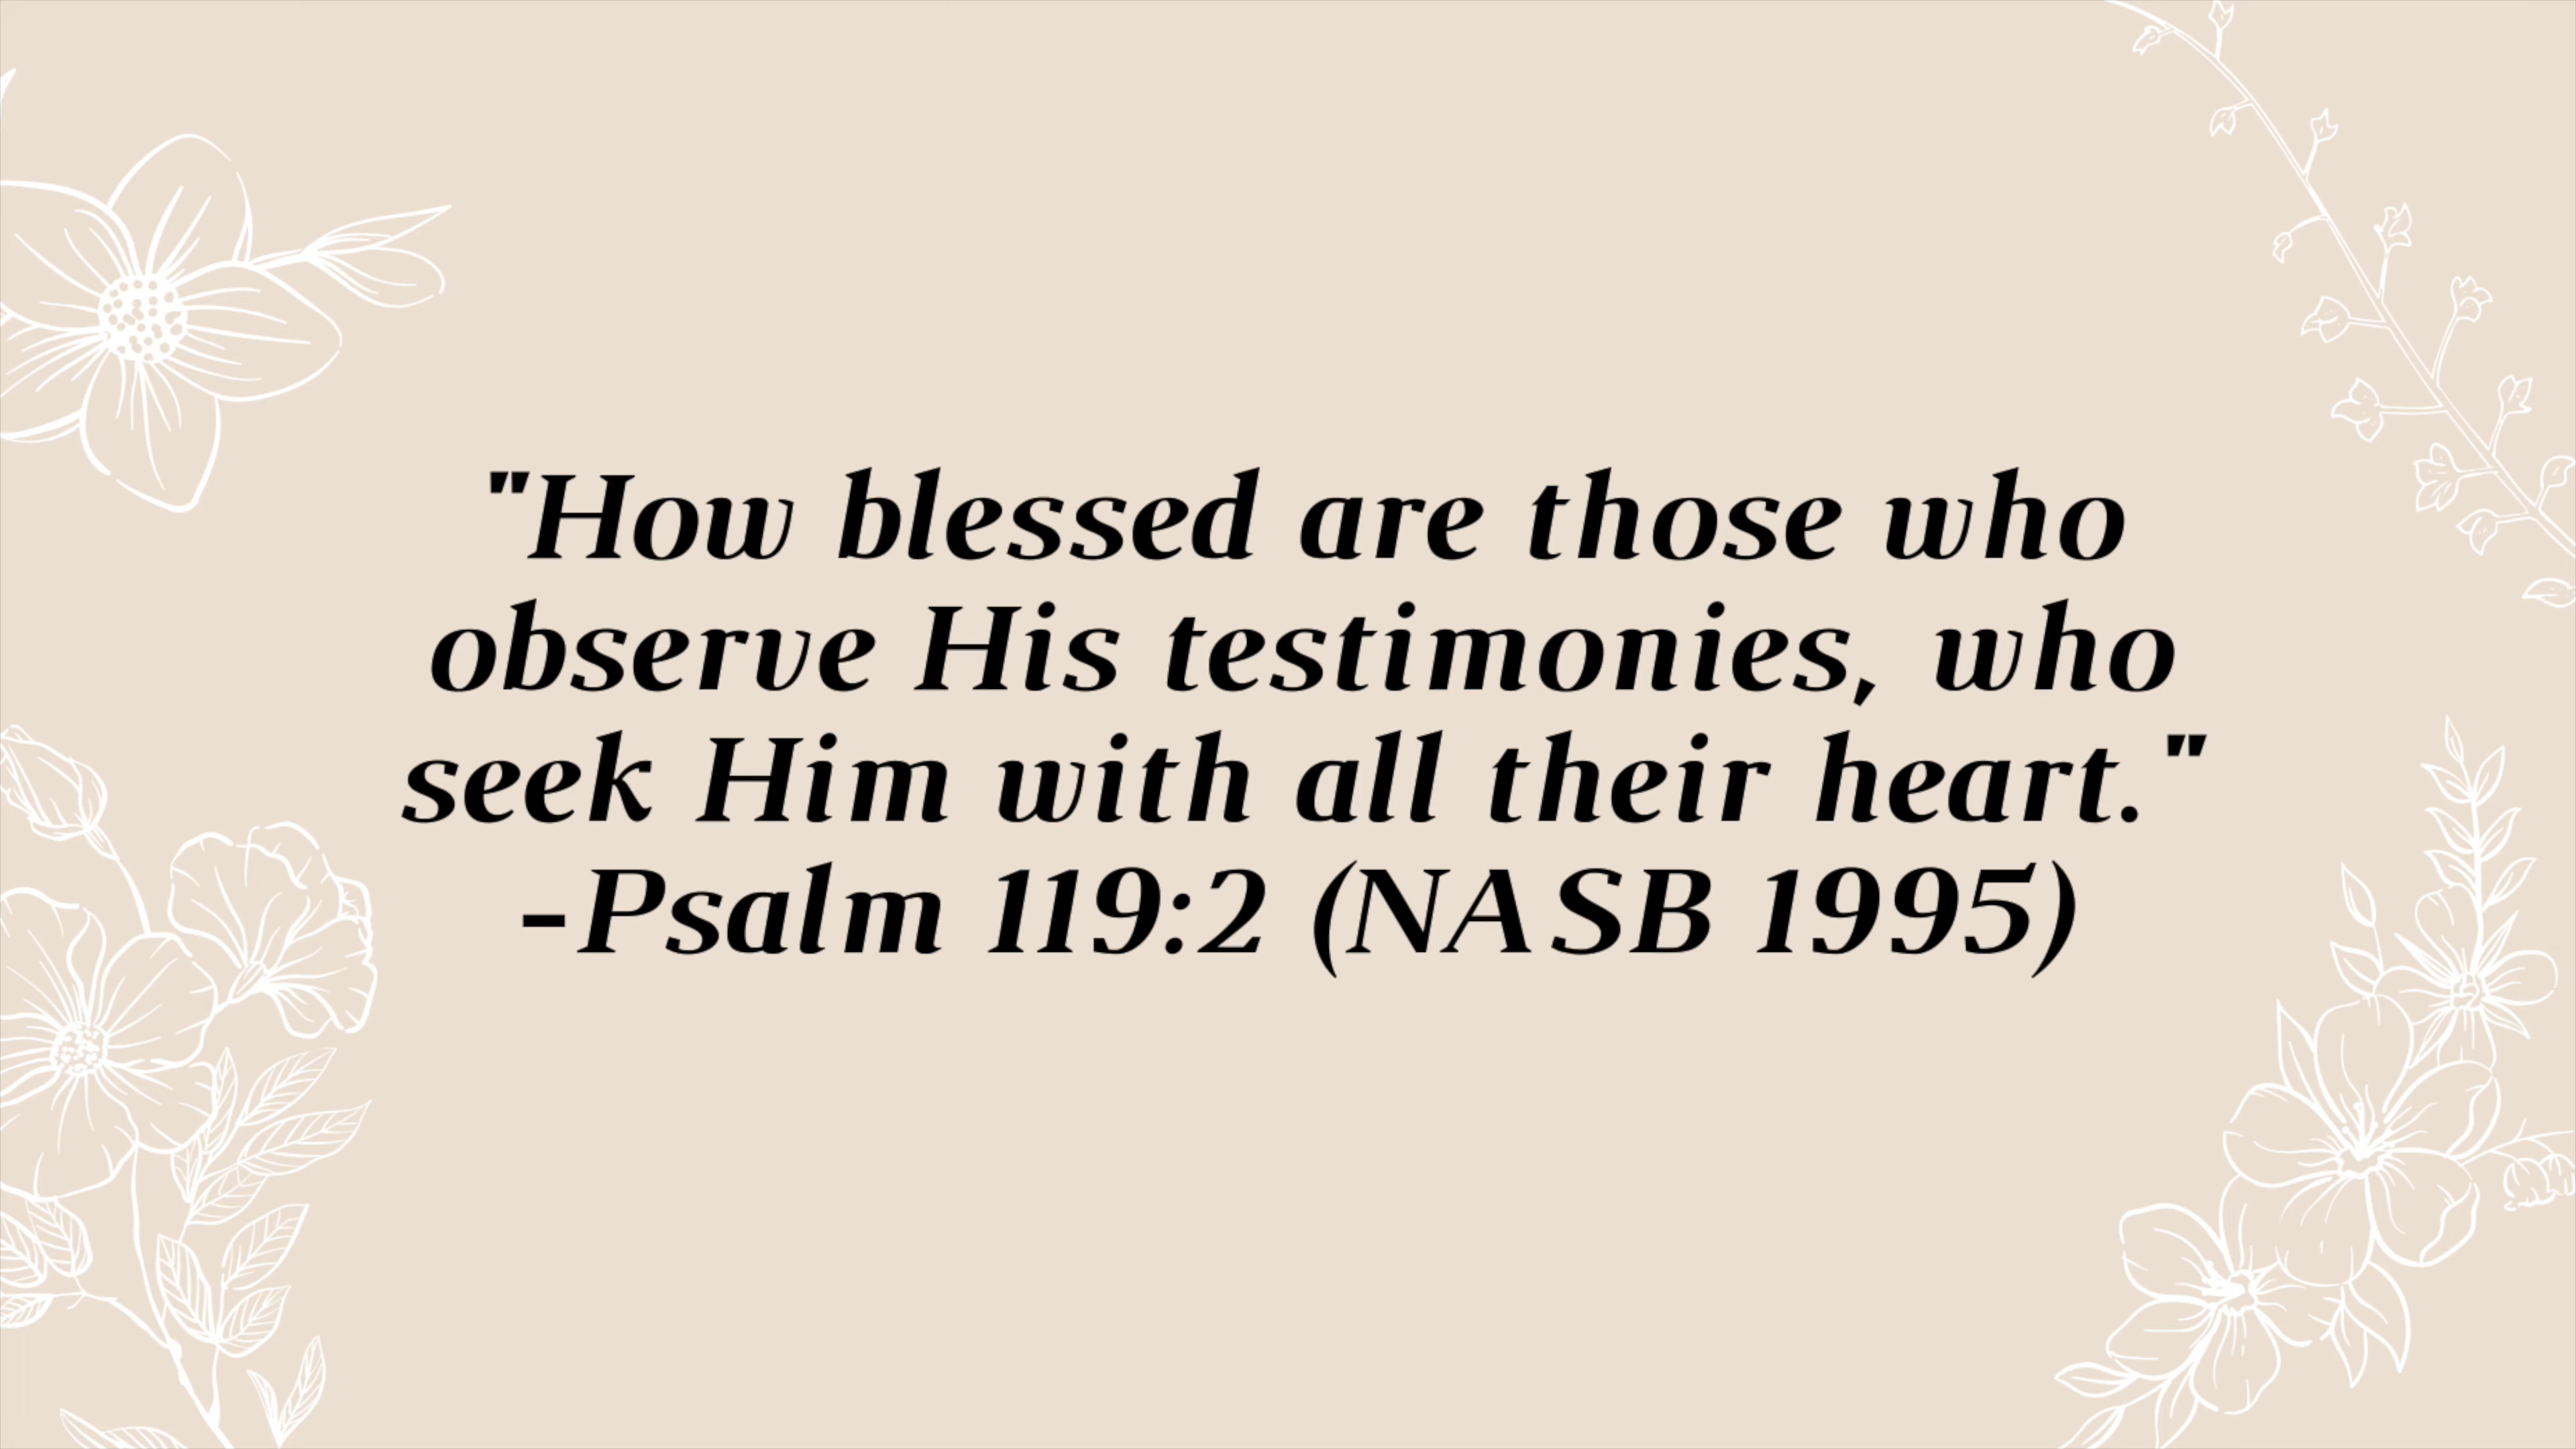 "How blessed are those who
observe His testimonies, who
seek Him with all their heart."
-Psalm 119:2 (NASB 1995)